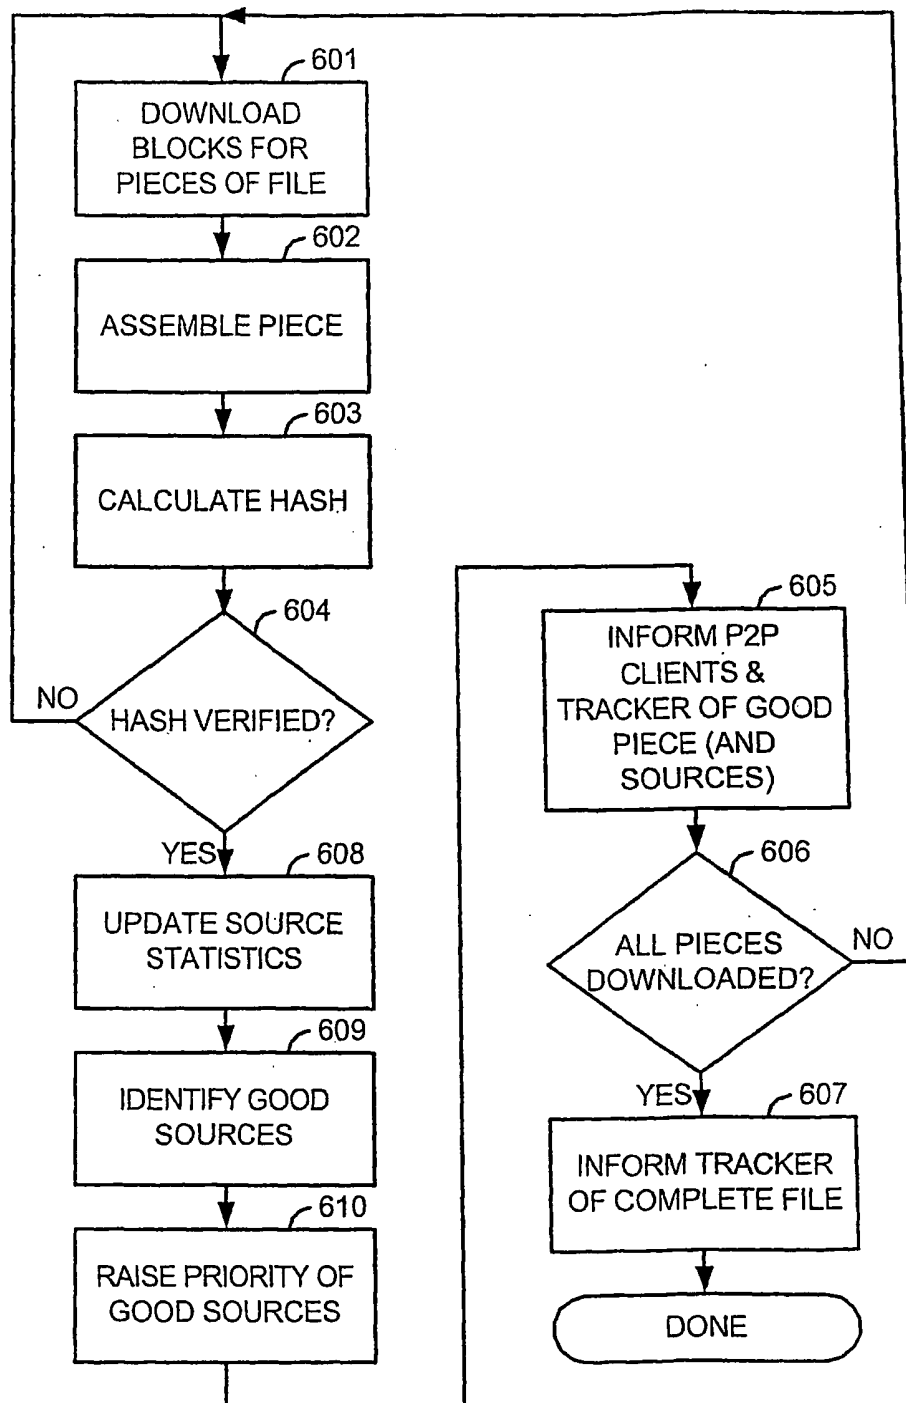 601
DOWNLOAD
BLOCKS FOR
PIECES OF FILE
602
ASSEMBLE PIECE
603
CALCULATE HASH
604
NO
HASH VERIFIED?
YES
608
UPDATE SOURCE
STATISTICS
609
IDENTIFY GOOD
SOURCES
610
RAISE PRIORITY OF
GOOD SOURCES
605
INFORM P2P
CLIENTS &
TRACKER OF GOOD
PIECE (AND
SOURCES)
606
ALL PIECES
DOWNLOADED?
NO
YES
607
INFORM TRACKER
OF COMPLETE FILE
DONE